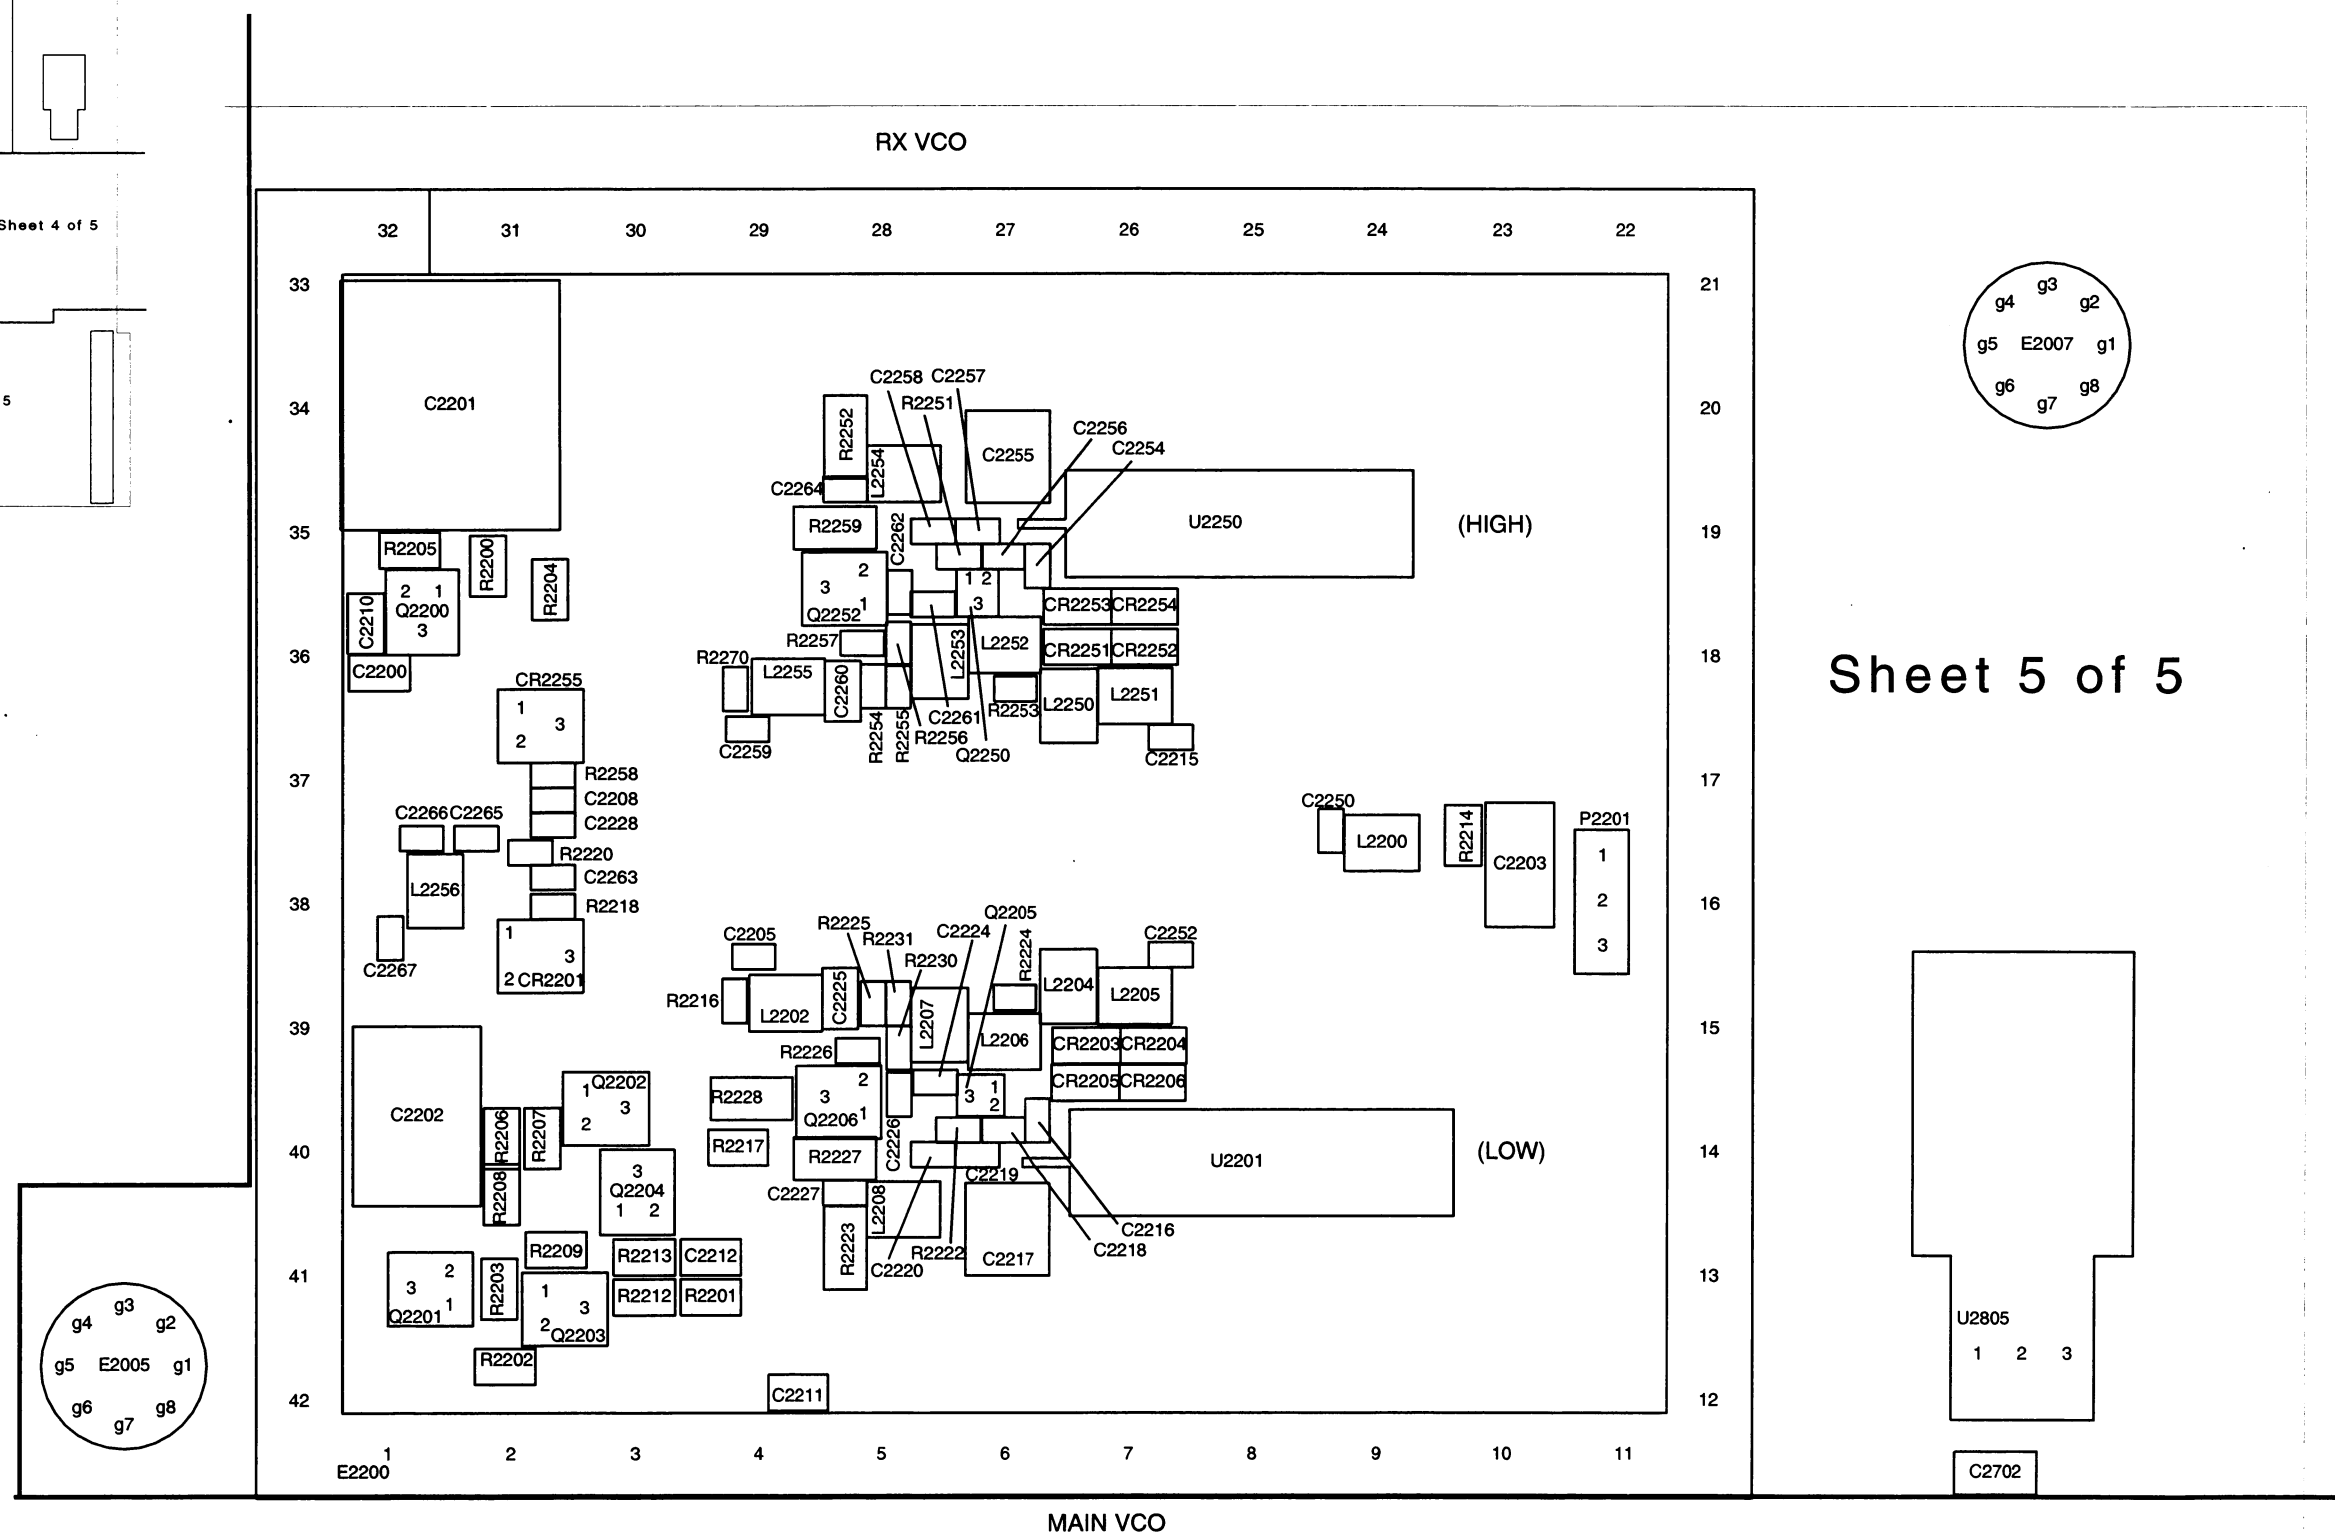 RX VCO
Sheet 4 of 5
5
32 31 30 29 28 27 26 25 24 23 22
33 21
g3
g4 g2
g5 E2007 g1
g6 g8
g7
C2258 C2257
R2251
34 C2201 20
R2252
C2256
C2254
C2255
L2254
C2264
35 R2259 C2262 U2250 (HIGH) 19
R2205
R2200
R2204
2 1
Q2200
3
C2210
C2200
2
3
1
Q2252
1 2
3
CR2253 CR2254
R2257
L2253
L2252
CR2251 CR2252
36 18
Sheet 5 of 5
R2270
L2255
C2260
R2254
R2255
R2256
C2261
Q2250
R2253
L2250
L2251
C2259
C2215
CR2255
1
3
2
37 17
R2258
C2208
C2228
C2266 C2265
R2220
C2263
L2256
R2218
C2250
L2200
R2214
C2203
P2201
1
2
3
38 16
C2267
1
3
2 CR2201
C2205
R2225
R2231
R2230
C2224
Q2205
R2224
C2252
L2204
L2205
R2216
L2202
C2225
L2207
L2206
39 15
R2226
CR2203 CR2204
CR2205 CR2206
C2202
Q2202
1
3
2
R2206
R2207
R2208
R2228
2
3
1
Q2206
3 1
2
R2217
R2227
C2226
40 U2201 (LOW) 14
3
Q2204
1 2
C2219
C2227
L2208
R2223
C2220
R2222
C2217
C2216
C2218
R2209
R2213 C2212
R2212 R2201
41 13
2
3
1
Q2201
R2203
1
3
2
Q2203
R2202
C2211
42 12
g3
g4 g2
g5 E2005 g1
g6 g8
g7
U2805
1 2 3
1 2 3 4 5 6 7 8 9 10 11
E2200
C2702
MAIN VCO